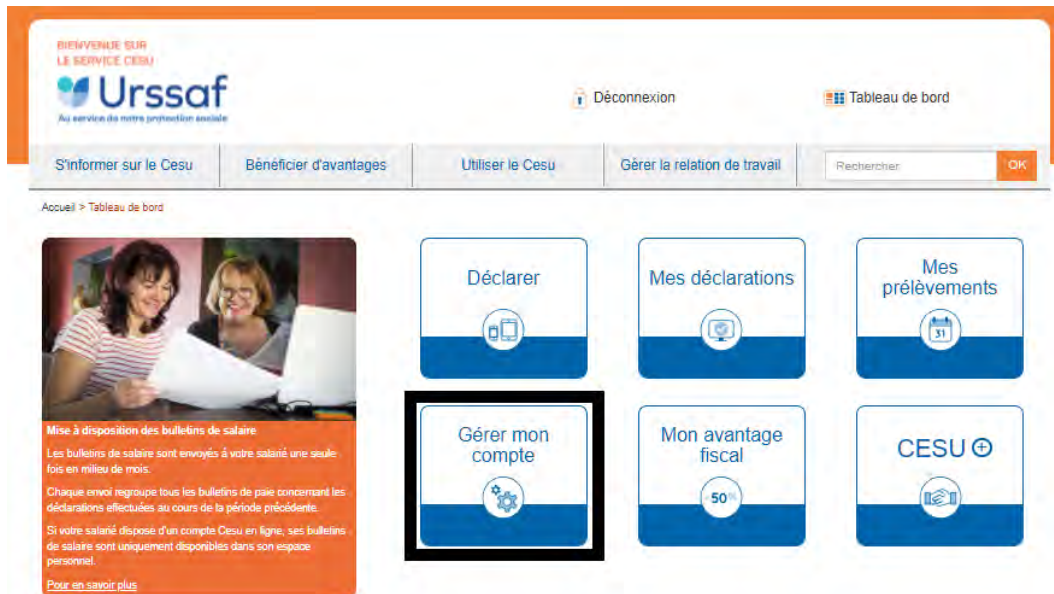 BIENVENUE SUR
LE SERVICE CESU
Urssaf
Au service de notre protection sociale
Déconnexion
Tableau de bord
S'informer sur le Cesu
Bénéficier d'avantages
Utiliser le Cesu
Gérer la relation de travail
Rechercher
OK
Accueil > Tableau de bord
Déclarer
Mes déclarations
Mes
prélèvements
31
Mise à disposition des bulletins de salaire
Les bulletins de salaire sont envoyés à votre salarié une seule
fois en milieu de mois.
Chaque envoi regroupe tous les bulletins de paie concernant les
déclarations effectuées au cours de la période précédente.
Si votre salarié dispose d'un compte Cesu en ligne, ses bulletins
de salaire sont uniquement disponibles dans son espace
personnel.
Pour en savoir plus
Gérer mon
compte
Mon avantage
fiscal
-50%
CESU +